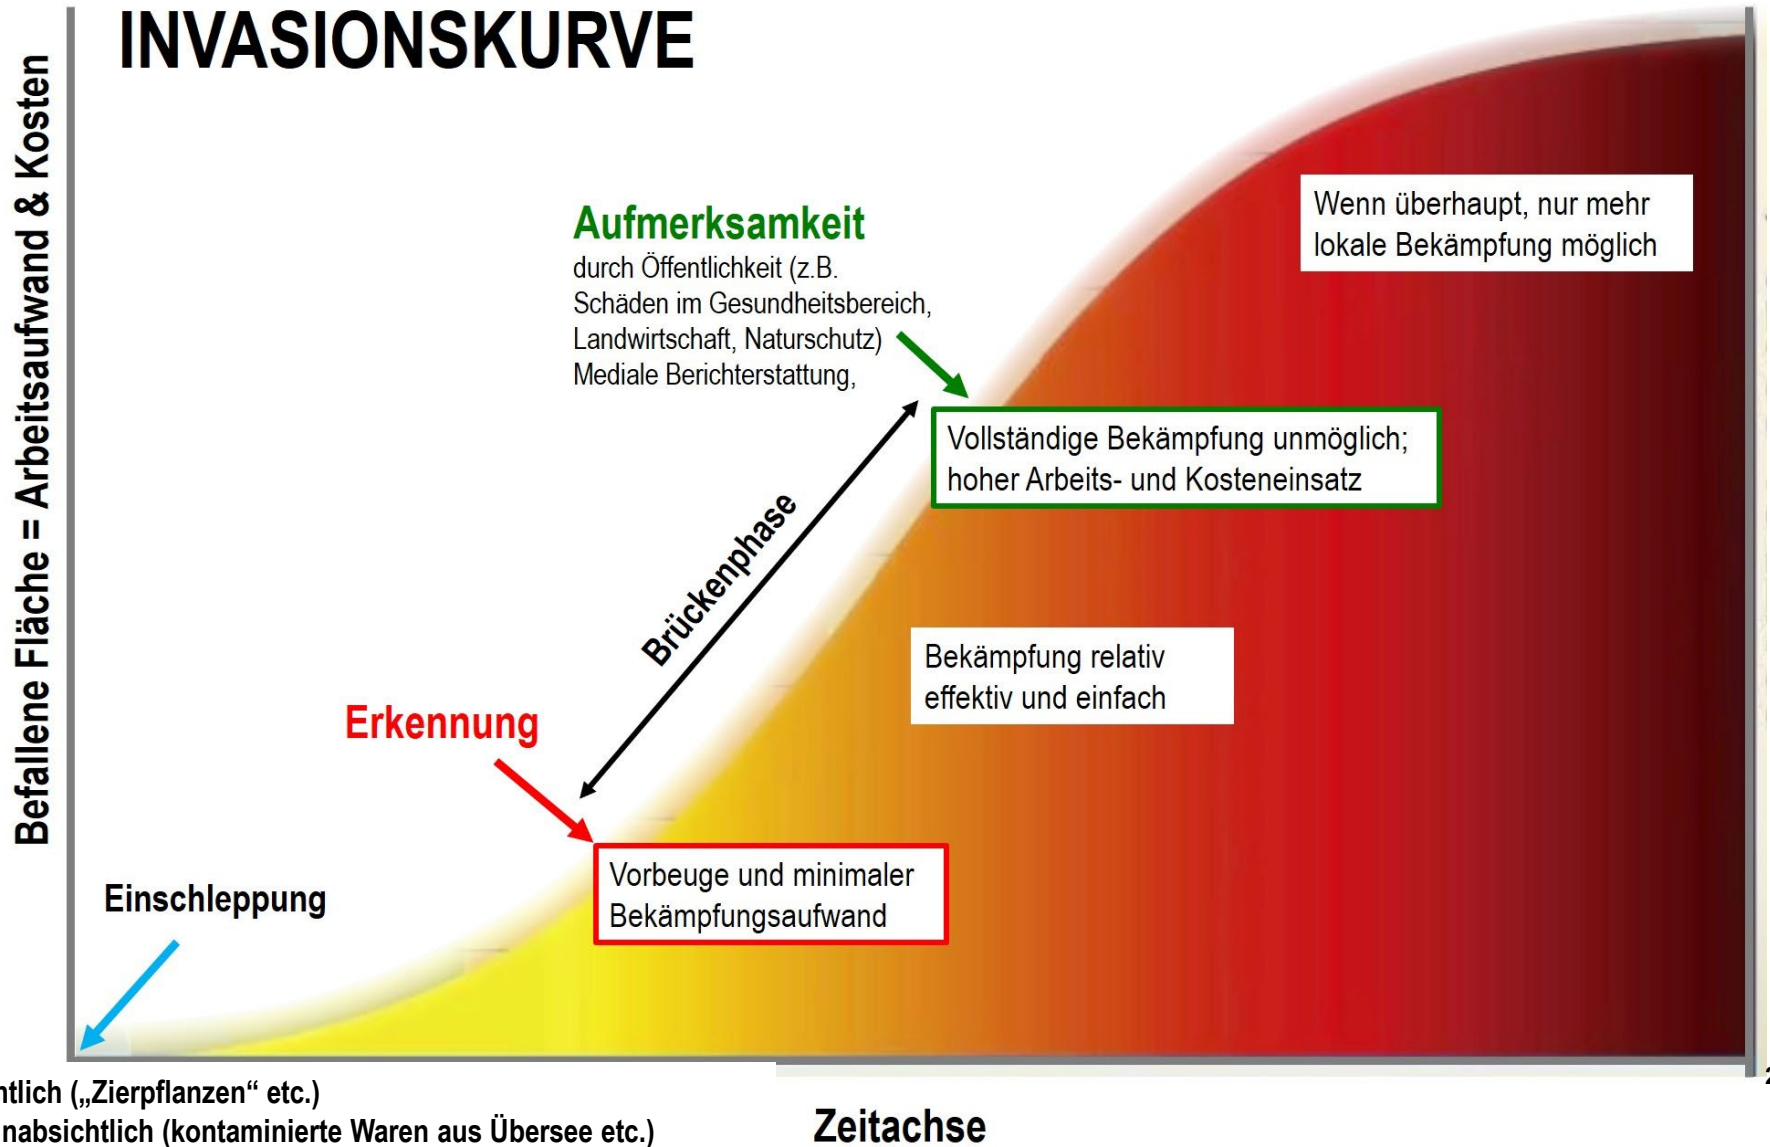 INVASIONSKURVE
Befallene Fläche = Arbeitsaufwand & Kosten
Aufmerksamkeit
durch Öffentlichkeit (z.B.
Schäden im Gesundheitsbereich,
Landwirtschaft, Naturschutz)
Mediale Berichterstattung,
Wenn überhaupt, nur mehr
lokale Bekämpfung möglich
Vollständige Bekämpfung unmöglich;
hoher Arbeits- und Kosteneinsatz
Brückenphase
Bekämpfung relativ
effektiv und einfach
Erkennung
Vorbeuge und minimaler
Bekämpfungsaufwand
Einschleppung
ntlich („Zierpflanzen“ etc.)
nabsichtlich (kontaminierte Waren aus Übersee etc.)
Zeitachse